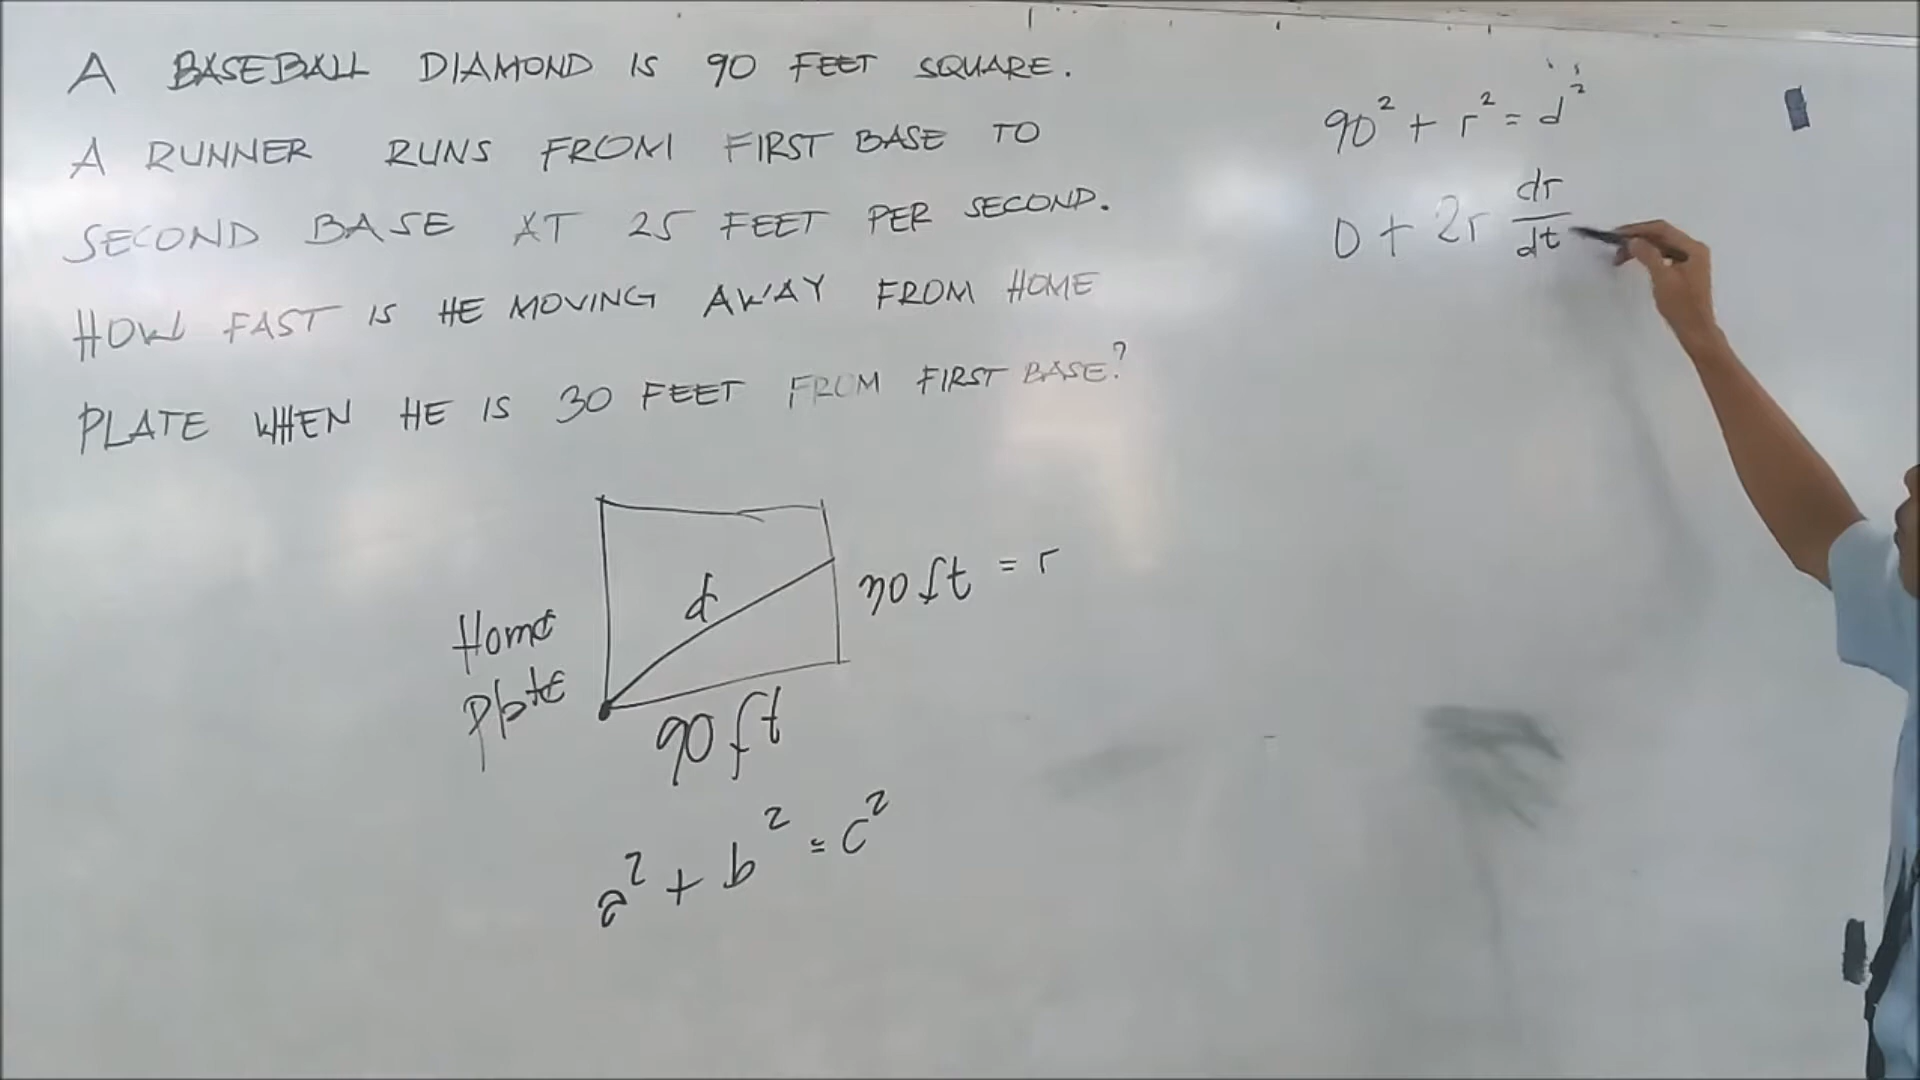 A BASEBALL DIAMOND IS 90 FEET SQUARE.
A RUNNER RUNS FROM FIRST BASE TO
SECOND BASE AT 25 FEET PER SECOND.
HOW FAST IS HE MOVING AWAY FROM HOME
PLATE WHEN HE IS 30 FEET FROM FIRST BASE?
d
= r
Home
Plate
90 ft
a² + b² = c²
90² + r² = d²
0 + 2r dr/dt